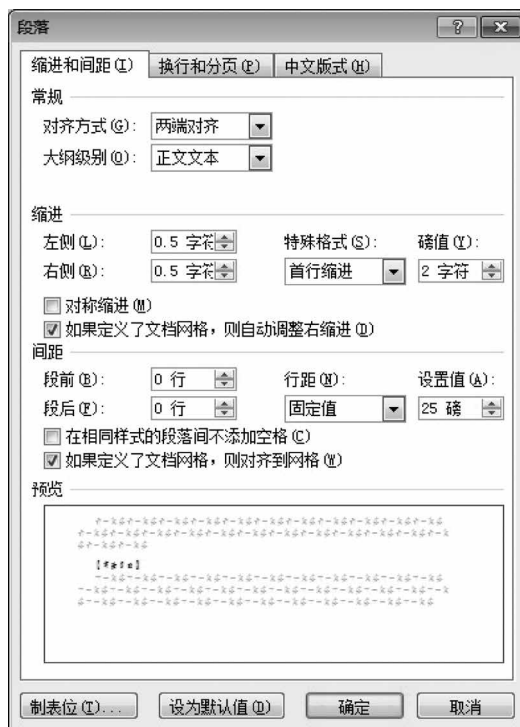 段落
缩进和间距(I) 换行和分页(P) 中文版式(H)
常规
对齐方式(G): 两端对齐
大纲级别(O): 正文文本
缩进
左侧(L): 0.5 字符 特殊格式(S): 磅值(Y):
右侧(R): 0.5 字符 首行缩进 2 字符
对称缩进(M)
如果定义了文档网格，则自动调整右缩进(D)
间距
段前(B): 0 行 行距(N): 设置值(A):
段后(F): 0 行 固定值 25 磅
在相同样式的段落间不添加空格(C)
如果定义了文档网格，则对齐到网格(W)
预览
制表位(T)... 设为默认值(D) 确定 取消